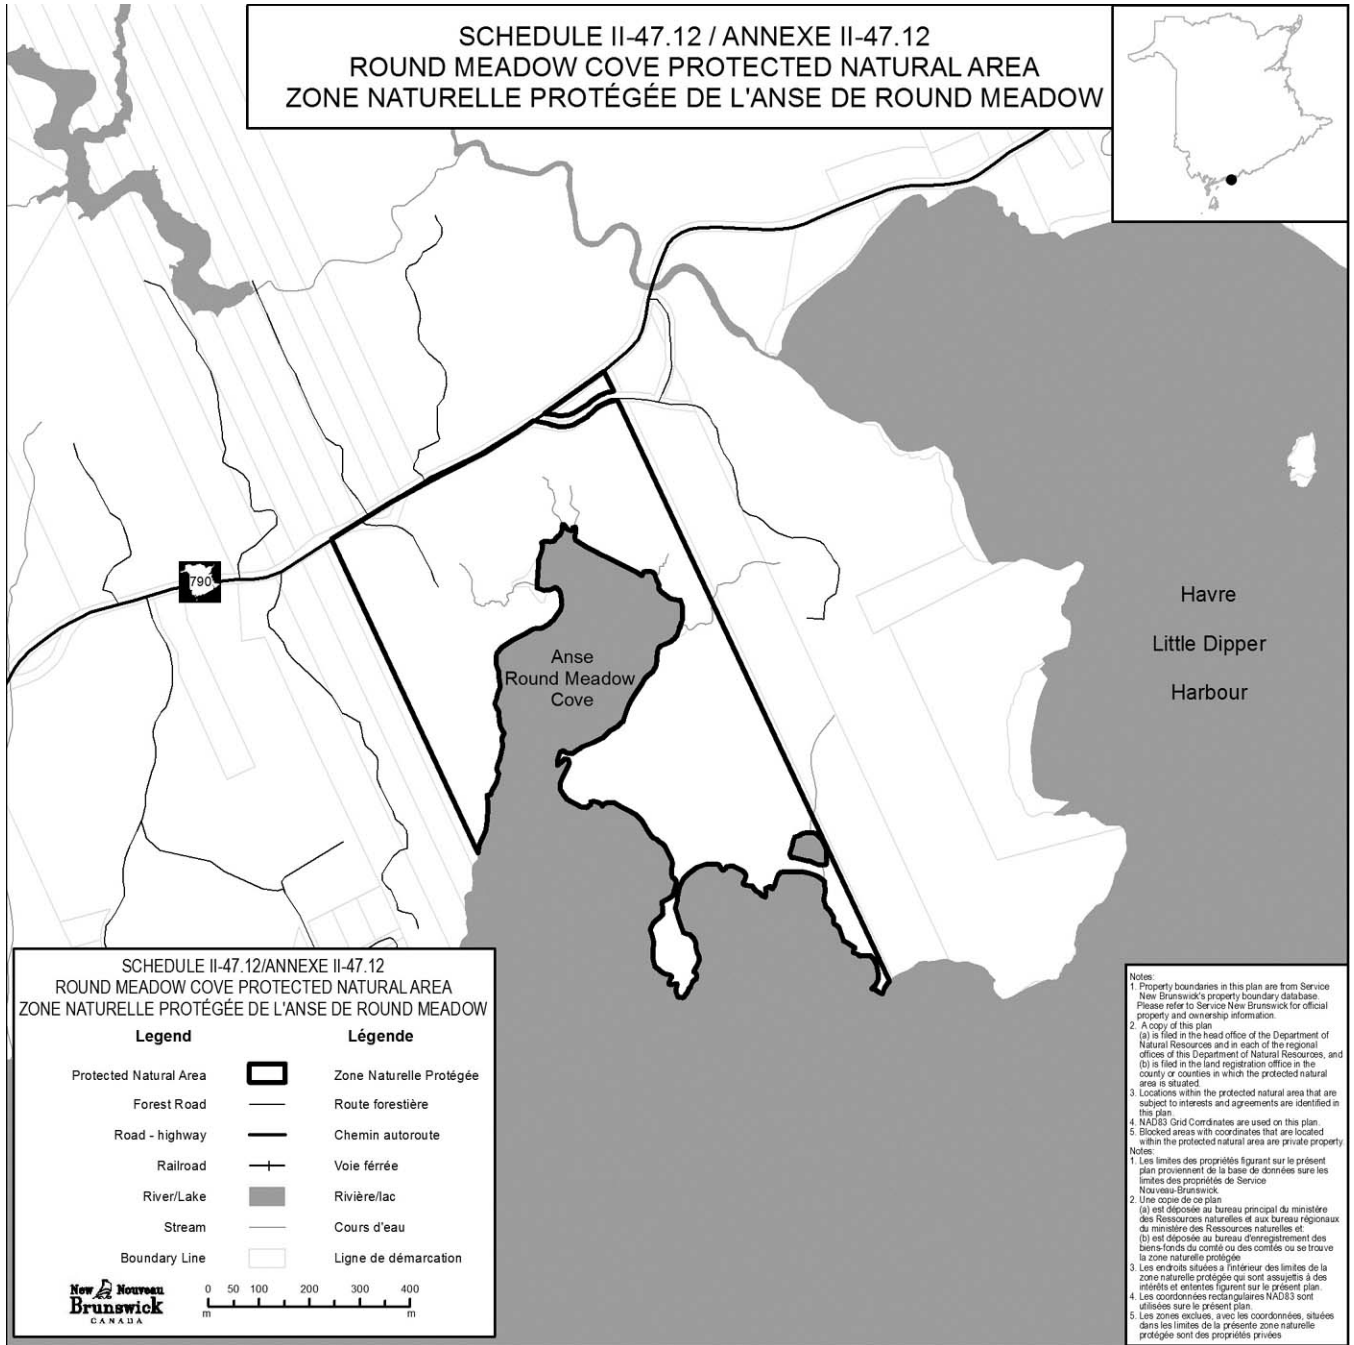 SCHEDULE II-47.12 / ANNEXE II-47.12
ROUND MEADOW COVE PROTECTED NATURAL AREA
ZONE NATURELLE PROTÉGÉE DE L'ANSE DE ROUND MEADOW
790
Anse
Round Meadow
Cove
Havre
Little Dipper
Harbour
SCHEDULE II-47.12/ANNEXE II-47.12
ROUND MEADOW COVE PROTECTED NATURAL AREA
ZONE NATURELLE PROTÉGÉE DE L'ANSE DE ROUND MEADOW
Legend Légende
Protected Natural Area Zone Naturelle Protégée
Forest Road Route forestière
Road - highway Chemin autoroute
Railroad Voie férrée
River/Lake Rivière/lac
Stream Cours d'eau
Boundary Line Ligne de démarcation
New Nouveau
Brunswick
CANADA
0 50 100 200 300 400
m m
Notes:
1. Property boundaries in this plan are from Service
New Brunswick's property boundary database.
Please refer to Service New Brunswick for official
property and ownership information.
2. A copy of this plan
(a) is filed in the head office of the Department of
Natural Resources and in each of the regional
offices of this Department of Natural Resources, and
(b) is filed in the land registration offfice in the
county or counties in which the protected natural
area is situated.
3. Locations within the protected natural area that are
subject to interests and agreements are identified in
this plan.
4. NAD83 Grid Corrdinates are used on this plan.
5. Blocked areas with coordinates that are located
within the protected natural area are private property.
Notes:
1. Les limites des propriétés figurant sur le présent
plan proviennent de la base de données sure les
limites des propriétés de Service
Nouveau-Brunswick.
2. Une copie de ce plan
(a) est déposée au bureau principal du ministère
des Ressources naturelles et aux bureau régionaux
du ministère des Ressources naturelles et:
(b) est déposée au bureau d'enregistrement des
biens-fonds du comté ou des comtés ou se trouve
la zone naturelle protégée
3. Les endroits situées a l'intérieur des limites de la
zone naturelle protégée qui sont assujettis à des
intérêts et ententes figurent sur le présent plan.
4. Les coordonnées rectangulaires NAD83 sont
utilisées sure le présent plan.
5. Les zones exclues, avec les coordonnées, situées
dans les limites de la présente zone naturelle
protégée sont des propriétés privées